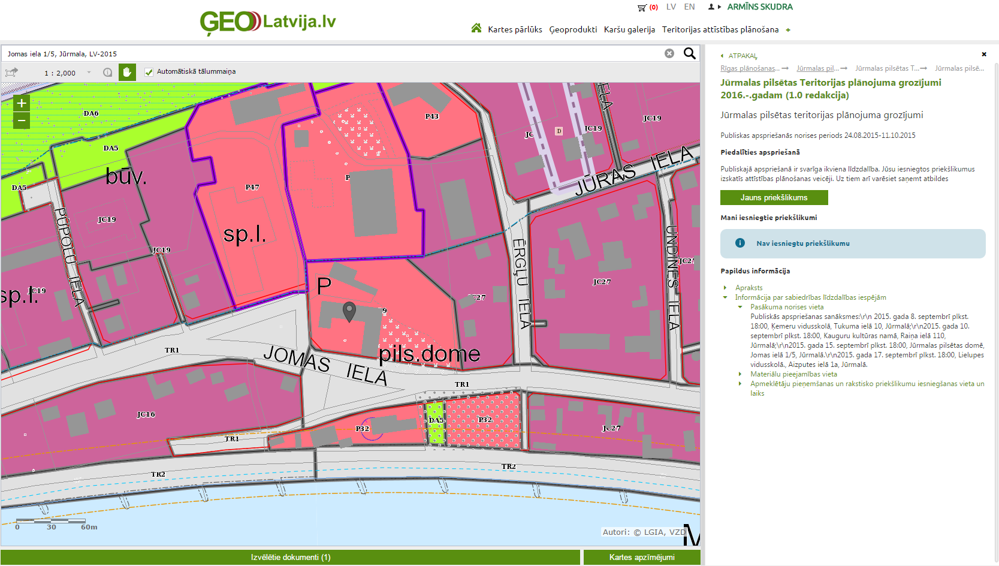 ĢEO Latvija.lv
(0) LV EN ARMĪNS SKUDRA
Kartes pārlūks Ģeoprodukti Karšu galerija Teritorijas attīstības plānošana +
Jomas iela 1/5, Jūrmala, LV-2015
1 : 2,000 Automātiskā tālummaiņa
+
−
DA6
DA5
būv.
DA5
JC19
JC19
PUPOLU IELA
sp.l.
JC19
P47
sp.l.
P
P43
JC
D
JC19
JC19
IELA
JŪRAS IELA
ĒRGĻU IELA
UNDĪNES IELA
JC27
JC27
P
9
pils.dome
TR1
JOMAS IELA
TR1
JC16
TR1
P32
DA5
P32
TR2
TR2
0 30 60m
Autori: © LGIA, VZD
M
Izvēlētie dokumenti (1)
Kartes apzīmējumi
ATPAKAĻ
Rīgas plānošanas... Jūrmalas pil... Jūrmalas pilsētas T... Jūrmalas pilsē...
Jūrmalas pilsētas Teritorijas plānojuma grozījumi
2016.-.gadam (1.0 redakcija)
Jūrmalas pilsētas teritorijas plānojuma grozījumi
Publiskas apspriešanās norises periods 24.08.2015-11.10.2015
Piedalīties apspriešanā
Publiskajā apspriešanā ir svarīga ikviena līdzdalība. Jūsu iesniegtos priekšlikumus
izskatīs attīstības plānošanas veicēji. Uz tiem arī varēsiet saņemt atbildes
Jauns priekšlikums
Mani iesniegtie priekšlikumi
Nav iesniegtu priekšlikumu
Papildus informācija
Apraksts
Informācija par sabiedrības līdzdalības iespējām
Pasākuma norises vieta
Publiskās apspriešanas sanāksmes:\r\n 2015. gada 8. septembrī plkst.
18:00, Ķemeru vidusskolā, Tukuma ielā 10, Jūrmalā;\r\n2015. gada 10.
septembrī plkst. 18:00, Kauguru kultūras namā, Raiņa ielā 110,
Jūrmalā;\r\n2015. gada 15. septembrī plkst. 18:00, Jūrmalas pilsētas domē,
Jomas ielā 1/5, Jūrmalā.\r\n2015. gada 17. septembrī plkst. 18:00, Lielupes
vidusskolā., Aizputes ielā 1a, Jūrmalā.
Materiālu pieejamības vieta
Apmeklētāju pieņemšanas un rakstisko priekšlikumu iesniegšanas vieta un
laiks